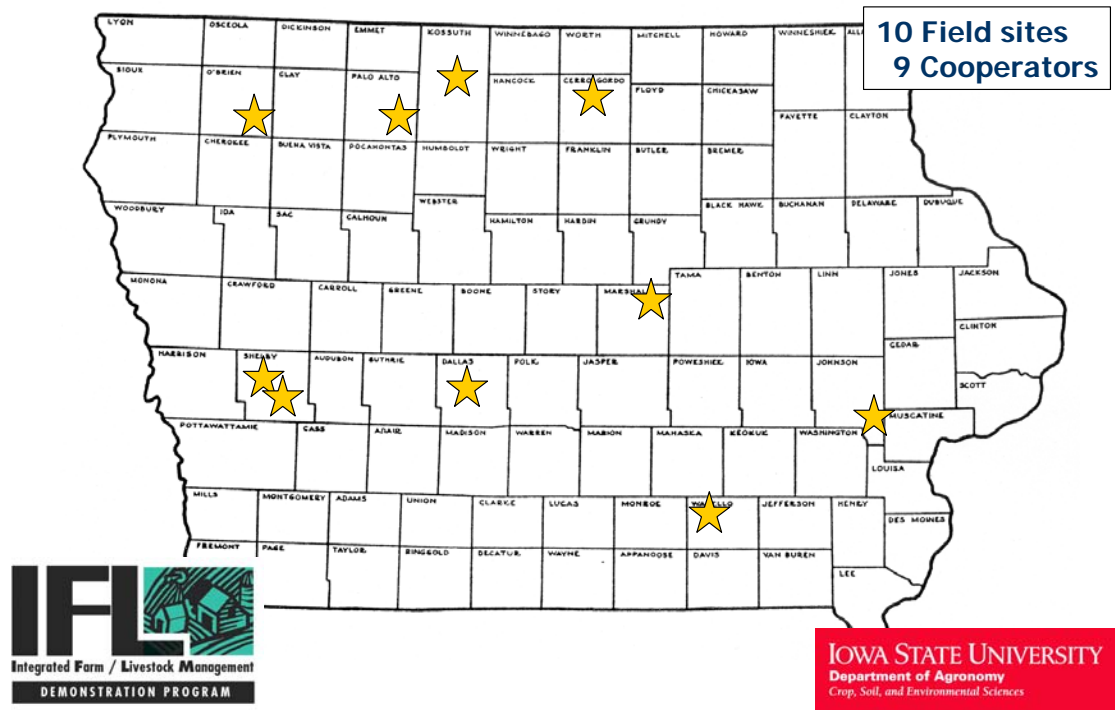 LYON OSCEOLA DICKINSON EMMET KOSSUTH WINNEBAGO WORTH MITCHELL HOWARD WINNESHIEK
10 Field sites
9 Cooperators
SIOUX O'BRIEN CLAY PALO ALTO HANCOCK CERRO GORDO FLOYD CHICKASAW
FAYETTE CLAYTON
PLYMOUTH CHEROKEE BUENA VISTA POCAHONTAS HUMBOLDT WRIGHT FRANKLIN BUTLER BREMER
WOODBURY IDA SAC CALHOUN WEBSTER HAMILTON HARDIN GRUNDY BLACK HAWK BUCHANAN DELAWARE DUBUQUE
MONONA CRAWFORD CARROLL GREENE BOONE STORY MARSHALL TAMA BENTON LINN JONES JACKSON
CLINTON
CEDAR
HARRISON SHELBY AUDUBON GUTHRIE DALLAS POLK JASPER POWESHIEK IOWA JOHNSON
SCOTT
MUSCATINE
POTTAWATTAMIE CASS ADAIR MADISON WARREN MARION MAHASKA KEOKUK WASHINGTON
LOUISA
MILLS MONTGOMERY ADAMS UNION CLARKE LUCAS MONROE WAPELLO JEFFERSON HENRY
DES MOINES
FREMONT PAGE TAYLOR RINGGOLD DECATUR WAYNE APPANOOSE DAVIS VAN BUREN
LEE
IFL
Integrated Farm / Livestock Management
DEMONSTRATION PROGRAM
IOWA STATE UNIVERSITY
Department of Agronomy
Crop, Soil, and Environmental Sciences